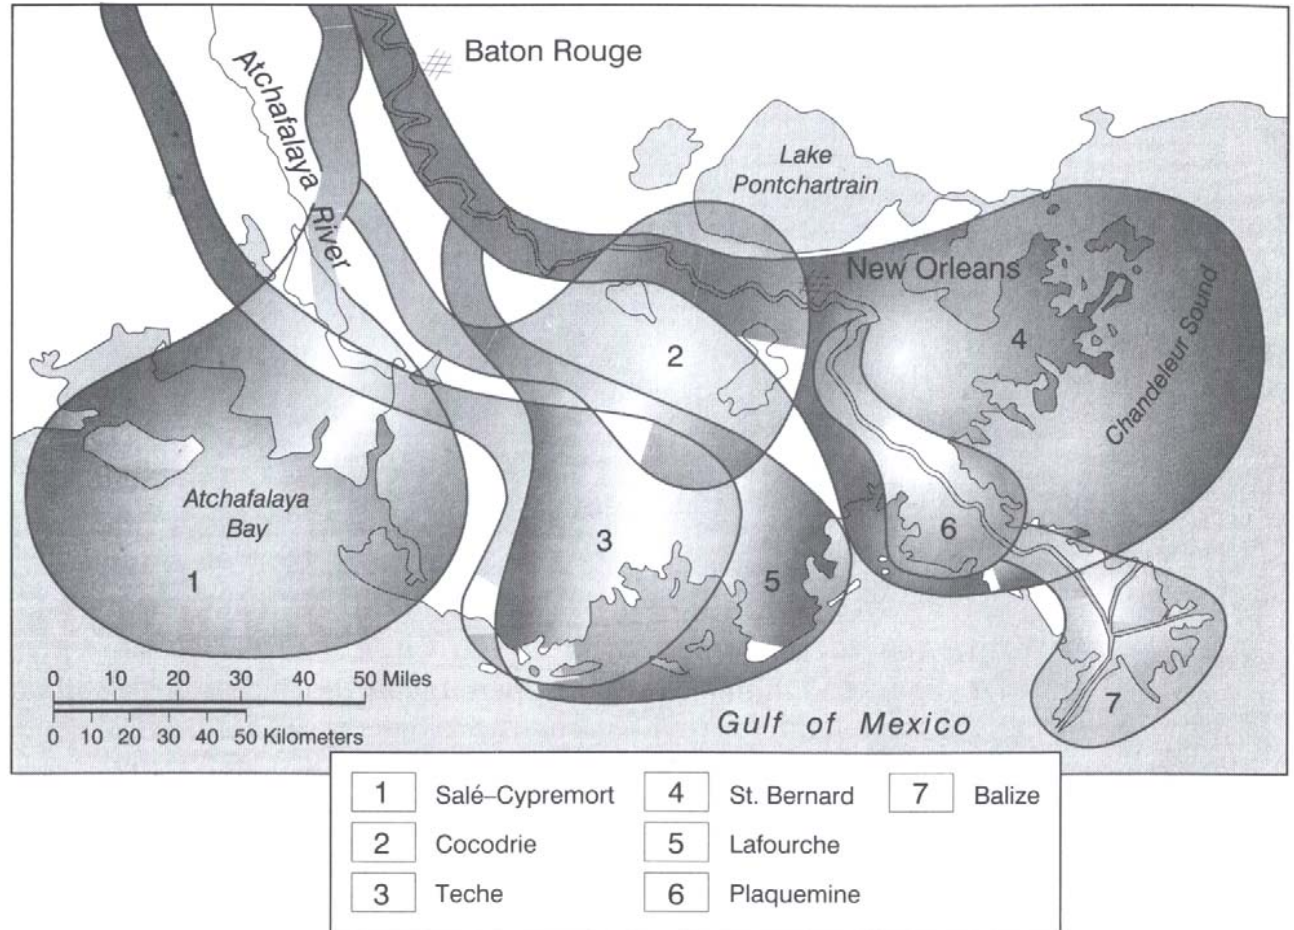 Baton Rouge
Atchafalaya River
Lake
Pontchartrain
New Orleans
2
4
Chandeleur Sound
Atchafalaya
Bay
1
3
5
6
7
0 10 20 30 40 50 Miles
0 10 20 30 40 50 Kilometers
Gulf of Mexico
1 Salé–Cypremort
2 Cocodrie
3 Teche
4 St. Bernard
5 Lafourche
6 Plaquemine
7 Balize